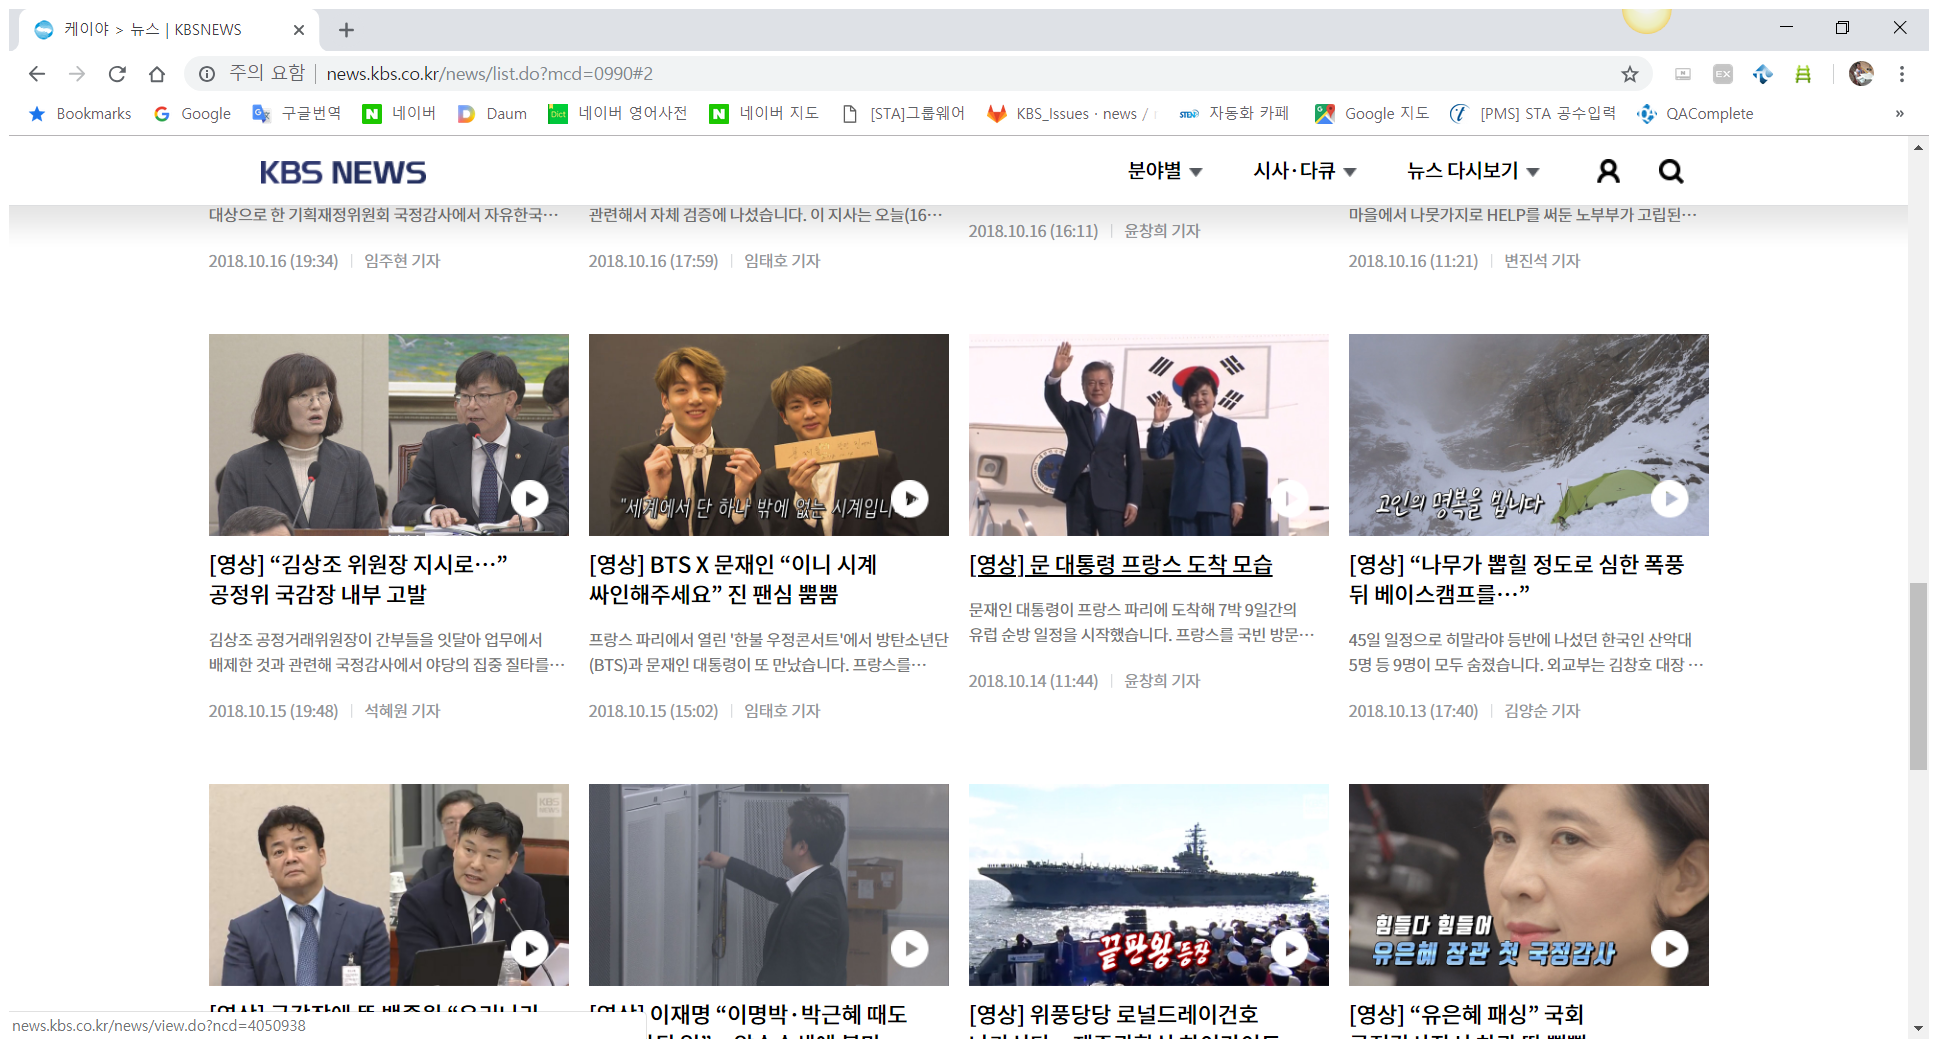 케이야 > 뉴스 | KBSNEWS
주의 요함 | news.kbs.co.kr/news/list.do?mcd=0990#2
Bookmarks Google 구글번역 네이버 Daum 네이버 영어사전 네이버 지도 [STA]그룹웨어 KBS_Issues · news / 자동화 카페 Google 지도 [PMS] STA 공수입력 QAComplete »
KBS NEWS
분야별 시사·다큐 뉴스 다시보기
대상으로 한 기획재정위원회 국정감사에서 자유한국…
2018.10.16 (19:34) | 임주현 기자
관련해서 자체 검증에 나섰습니다. 이 지사는 오늘(16…
2018.10.16 (17:59) | 임태호 기자
2018.10.16 (16:11) | 윤창희 기자
마을에서 나뭇가지로 HELP를 써둔 노부부가 고립된…
2018.10.16 (11:21) | 변진석 기자
[영상] “김상조 위원장 지시로…”
공정위 국감장 내부 고발
김상조 공정거래위원장이 간부들을 잇달아 업무에서
배제한 것과 관련해 국정감사에서 야당의 집중 질타를…
2018.10.15 (19:48) | 석혜원 기자
"세계에서 단 하나 밖에 없는 시계입니
[영상] BTS X 문재인 “이니 시계
싸인해주세요” 진 팬심 뿜뿜
프랑스 파리에서 열린 '한불 우정콘서트'에서 방탄소년단
(BTS)과 문재인 대통령이 또 만났습니다. 프랑스를…
2018.10.15 (15:02) | 임태호 기자
[영상] 문 대통령 프랑스 도착 모습
문재인 대통령이 프랑스 파리에 도착해 7박 9일간의
유럽 순방 일정을 시작했습니다. 프랑스를 국빈 방문…
2018.10.14 (11:44) | 윤창희 기자
고인의 명복을 빕니다
[영상] “나무가 뽑힐 정도로 심한 폭풍
뒤 베이스캠프를…”
45일 일정으로 히말라야 등반에 나섰던 한국인 산악대
5명 등 9명이 모두 숨졌습니다. 외교부는 김창호 대장 …
2018.10.13 (17:40) | 김양순 기자
KBS
NEWS
[영상] 국감장에 뜬 백종원 “우리나라
[영상] 이재명 “이명박·박근혜 때도
끝판왕 등장
[영상] 위풍당당 로널드레이건호
힘들다 힘들어
유은혜 장관 첫 국정감사
[영상] “유은혜 패싱” 국회
news.kbs.co.kr/news/view.do?ncd=4050938